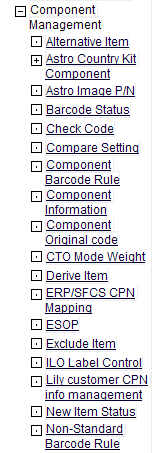 Component
Management
Alternative Item
Astro Country Kit
Component
Astro Image P/N
Barcode Status
Check Code
Compare Setting
Component
Barcode Rule
Component
Information
Component
Original code
CTO Mode Weight
Derive Item
ERP/SFCS CPN
Mapping
ESOP
Exclude Item
ILO Label Control
Lily customer CPN
info management
New Item Status
Non-Standard
Barcode Rule